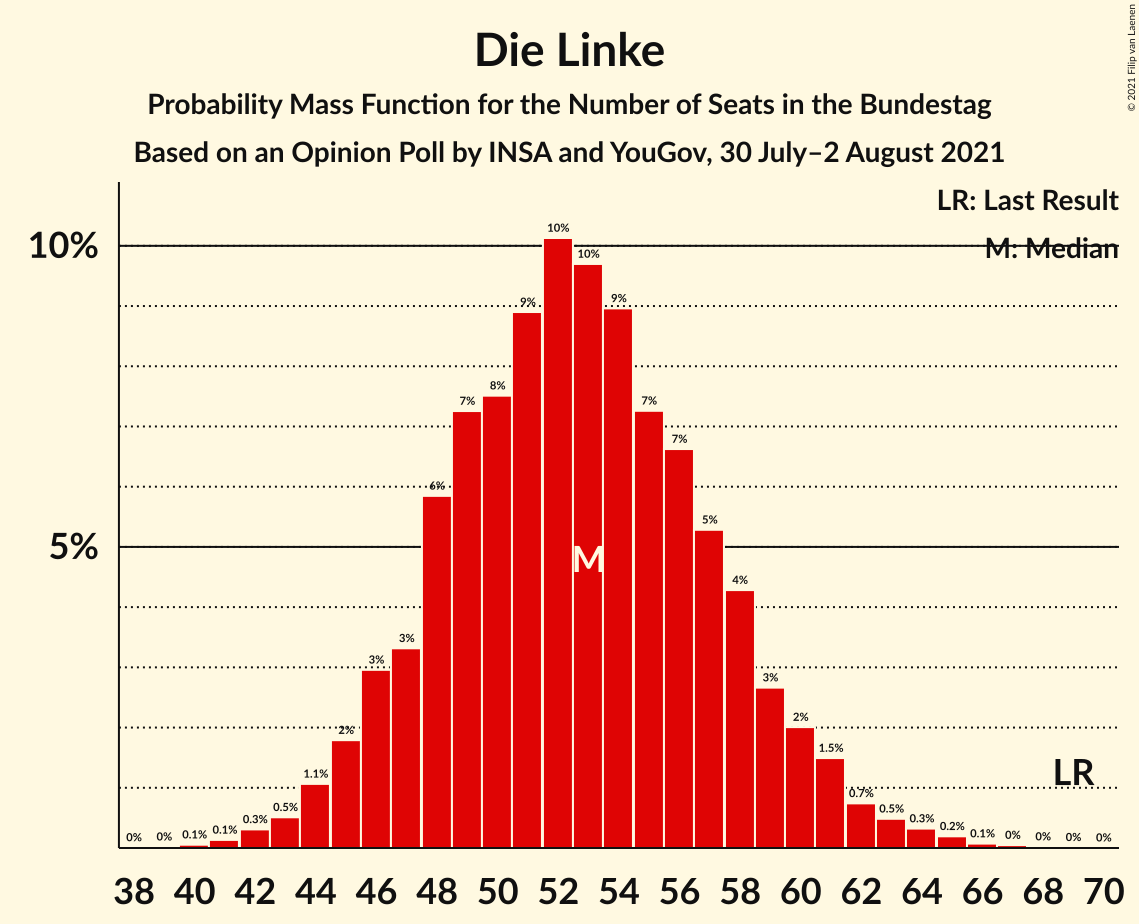 Die Linke
Probability Mass Function for the Number of Seats in the Bundestag
Based on an Opinion Poll by INSA and YouGov, 30 July–2 August 2021
© 2021 Filip van Laenen
LR: Last Result
M: Median
10%
5%
0% 0% 0.1% 0.1% 0.3% 0.5% 1.1% 2% 3% 3% 6% 7% 8% 9% 10% 10% 9% 7% 7% 5% 4% 3% 2% 1.5% 0.7% 0.5% 0.3% 0.2% 0.1% 0% 0% 0% 0%
M
LR
38 40 42 44 46 48 50 52 54 56 58 60 62 64 66 68 70